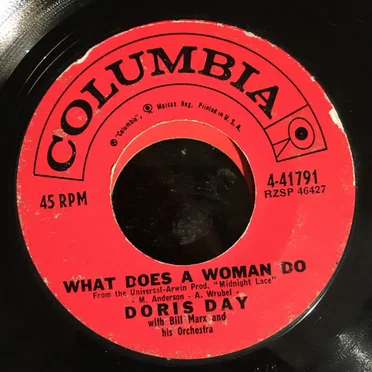 COLUMBIA
"Columbia", Marcas Reg. Printed in U. S. A.
45 RPM
4-41791
RZSP 46427
WHAT DOES A WOMAN DO
From the Universal-Arwin Prod. "Midnight Lace"
- M. Anderson - A. Wrubel -
DORIS DAY
with Bill Marx and
his Orchestra